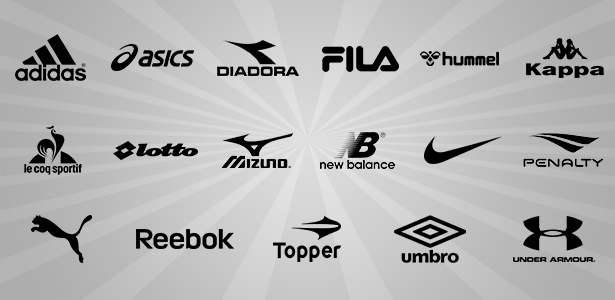 adidas®
asics
DIADORA
FILA
hummel
Kappa
le coq sportif
lotto
MIZUNO
NB
new balance
PENALTY
Reebok
Topper
umbro
UNDER ARMOUR